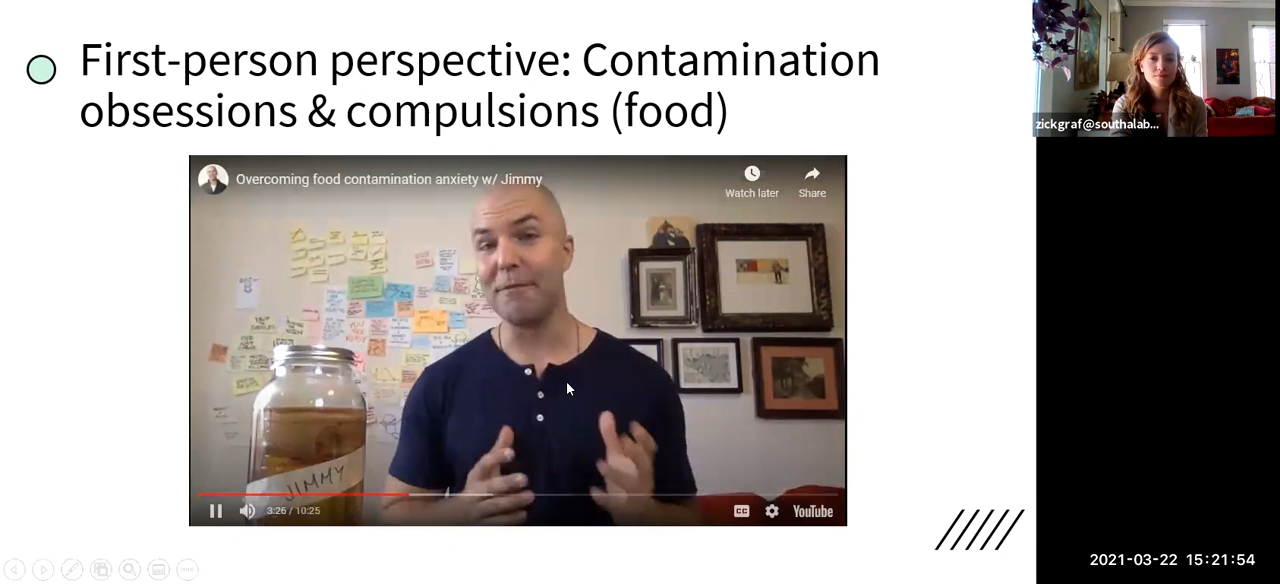 First-person perspective: Contamination
obsessions & compulsions (food)
zickgraf@southalab...
Overcoming food contamination anxiety w/ Jimmy
Watch later
Share
JIMMY
3:26 / 10:25
CC
YouTube
2021-03-22 15:21:54